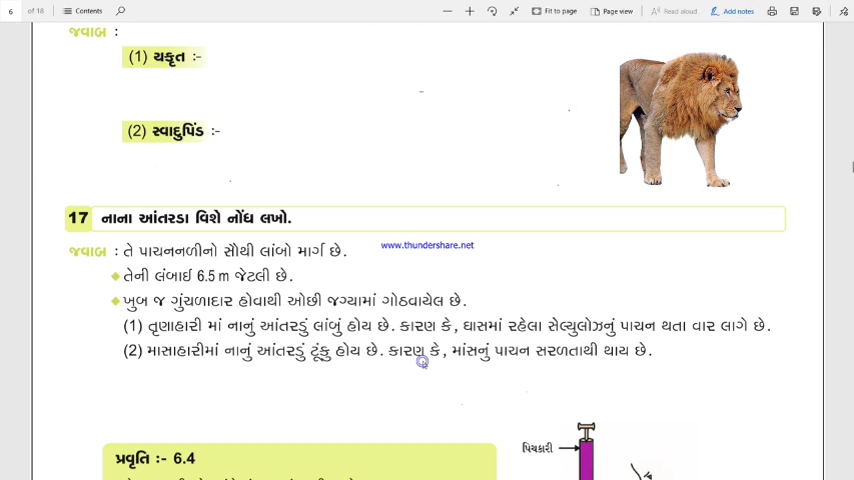 6 of 18 Contents Fit to page Page view Read aloud Add notes
જવાબ :
(1) યકૃત :-
(2) સ્વાદુપિંડ :-
17 નાના આંતરડા વિશે નોંધ લખો.
જવાબ : તે પાચનનળીનો સૌથી લાંબો માર્ગ છે.
www.thundershare.net
તેની લંબાઈ 6.5 m જેટલી છે.
ખુબ જ ગુંચળાદાર હોવાથી ઓછી જગ્યામાં ગોઠવાયેલ છે.
(1) તૃણાહારી માં નાનું આંતરડું લાંબું હોય છે. કારણ કે, ઘાસમાં રહેલા સેલ્યુલોઝનું પાચન થતા વાર લાગે છે.
(2) માસાહારીમાં નાનું આંતરડું ટૂંકુ હોય છે. કારણ કે, માંસનું પાચન સરળતાથી થાય છે.
પ્રવૃતિ :- 6.4
પિચકારી